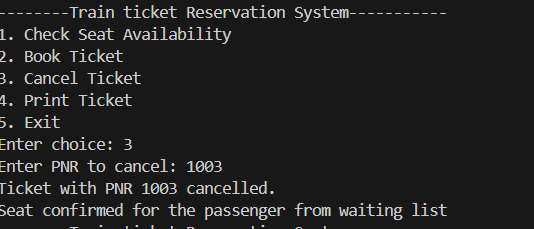 --------Train ticket Reservation System-----------
1. Check Seat Availability
2. Book Ticket
3. Cancel Ticket
4. Print Ticket
5. Exit
Enter choice: 3
Enter PNR to cancel: 1003
Ticket with PNR 1003 cancelled.
Seat confirmed for the passenger from waiting list